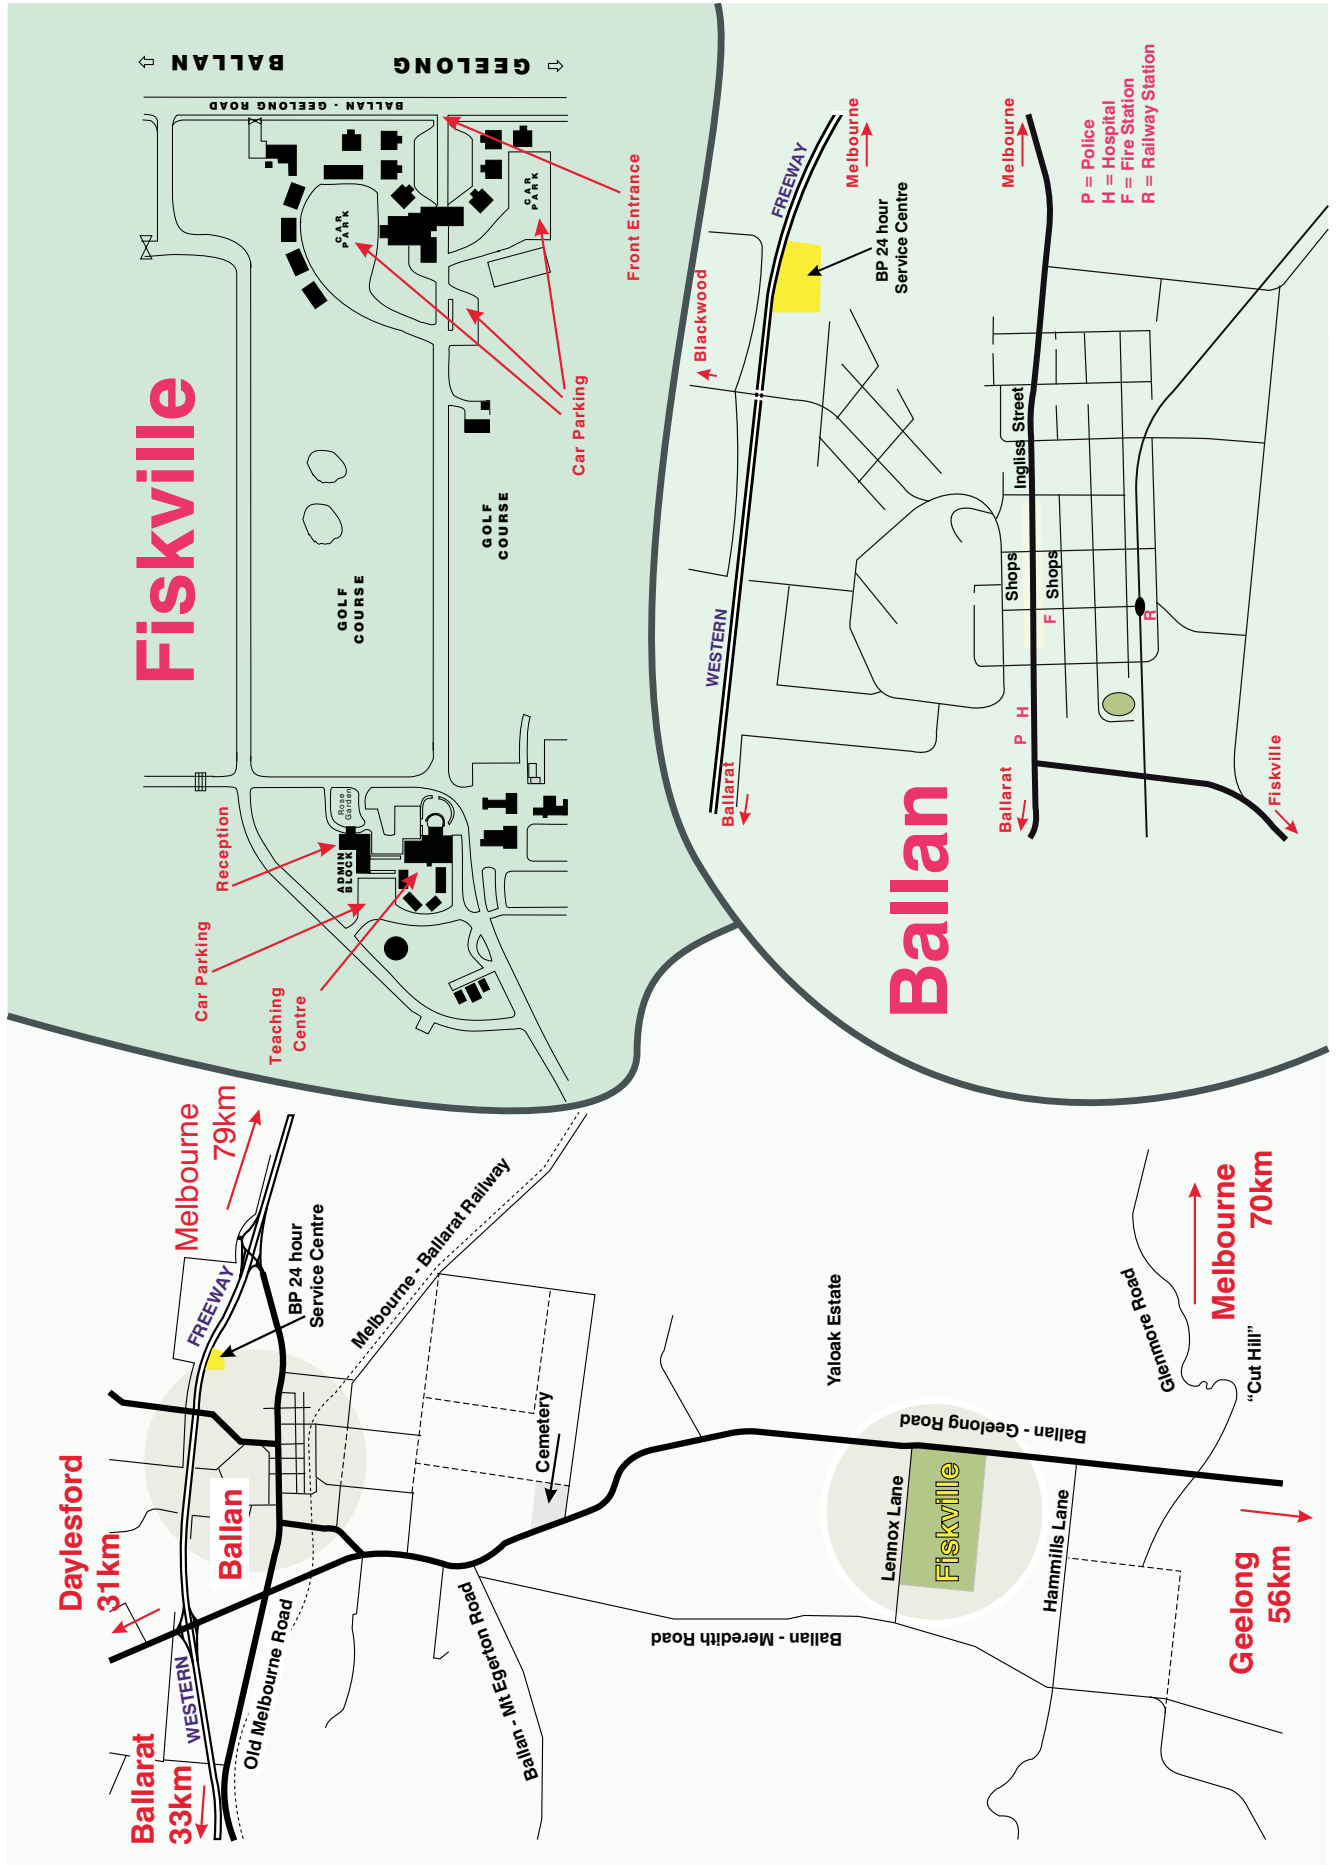 Fiskville
BALLAN
GEELONG
BALLAN - GEELONG ROAD
CAR
PARK
CAR
PARK
Front Entrance
Car Parking
GOLF
COURSE
GOLF
COURSE
Rose
Garden
ADMIN
BLOCK
Reception
Car Parking
Teaching
Centre
Ballan
WESTERN
FREEWAY
Melbourne
Blackwood
BP 24 hour
Service Centre
Ballarat
Melbourne
P = Police
H = Hospital
F = Fire Station
R = Railway Station
Ingliss Street
Shops
Shops
F
R
P H
Ballarat
Fiskville
Melbourne
79km
FREEWAY
BP 24 hour
Service Centre
Melbourne - Ballarat Railway
Daylesford
31km
Ballan
WESTERN
Ballarat
33km
Old Melbourne Road
Cemetery
Ballan - Mt Egerton Road
Ballan - Meredith Road
Yaloak Estate
Ballan - Geelong Road
Lennox Lane
Fiskville
Hammills Lane
Glenmore Road
“Cut Hill”
Melbourne
70km
Geelong
56km